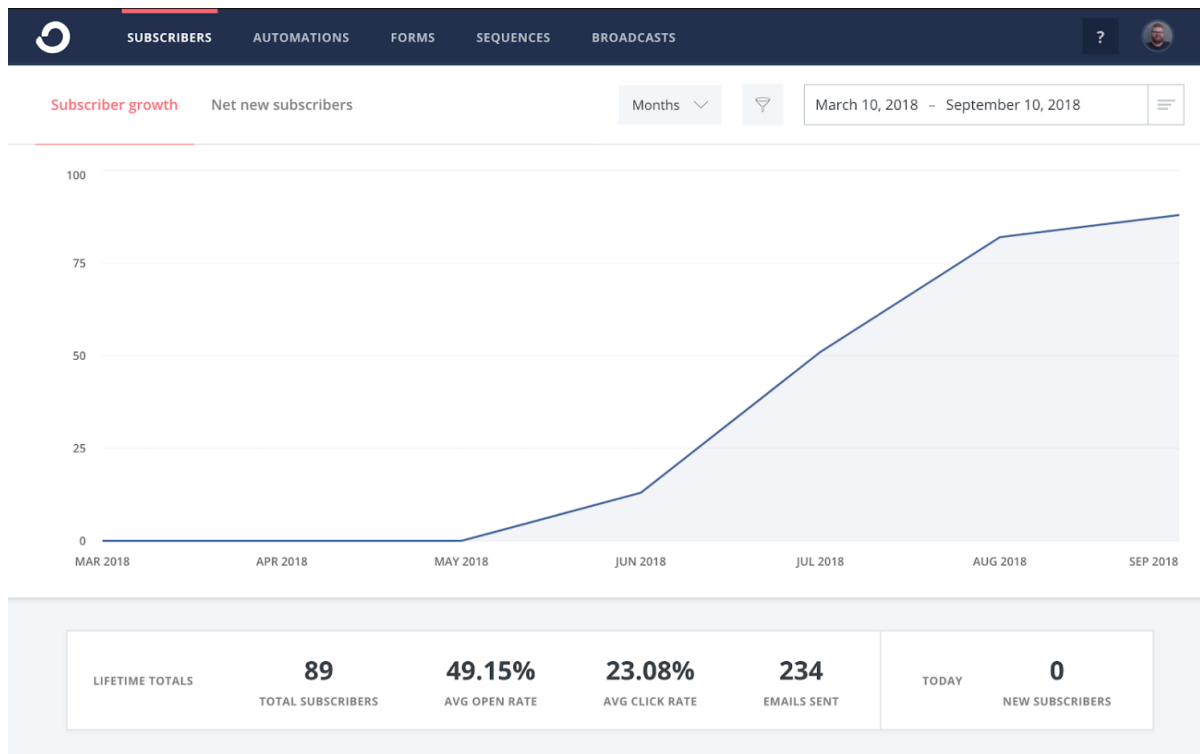 SUBSCRIBERS AUTOMATIONS FORMS SEQUENCES BROADCASTS ?
Subscriber growth Net new subscribers Months March 10, 2018 – September 10, 2018
100
75
50
25
0
MAR 2018 APR 2018 MAY 2018 JUN 2018 JUL 2018 AUG 2018 SEP 2018
LIFETIME TOTALS
89
TOTAL SUBSCRIBERS
49.15%
AVG OPEN RATE
23.08%
AVG CLICK RATE
234
EMAILS SENT
TODAY
0
NEW SUBSCRIBERS